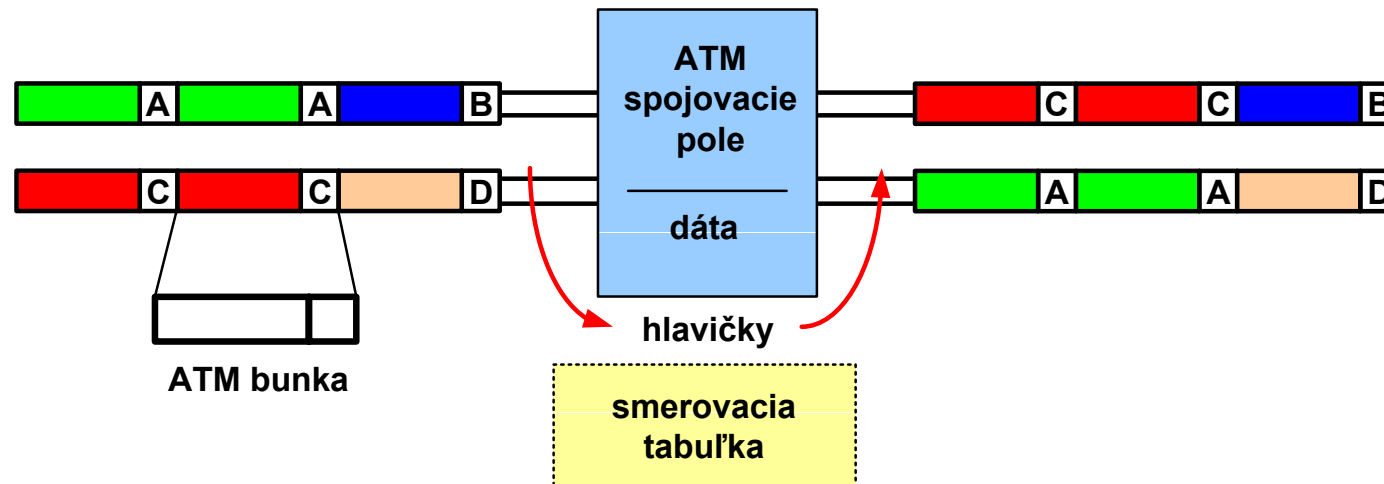 ATM
spojovacie
pole
dáta
A A B
C C B
C C D
A A D
hlavičky
ATM bunka
smerovacia
tabuľka